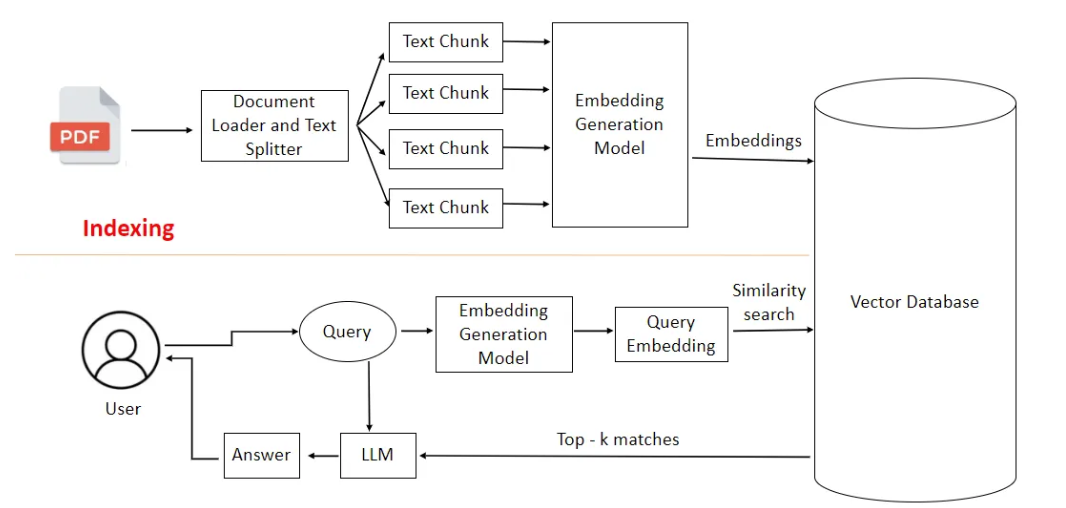 Text Chunk
Text Chunk
Text Chunk
Text Chunk
PDF
Document
Loader and Text
Splitter
Embedding
Generation
Model
Embeddings
Indexing
Vector Database
User
Query
Embedding
Generation
Model
Query
Embedding
Similarity
search
Top - k matches
LLM
Answer